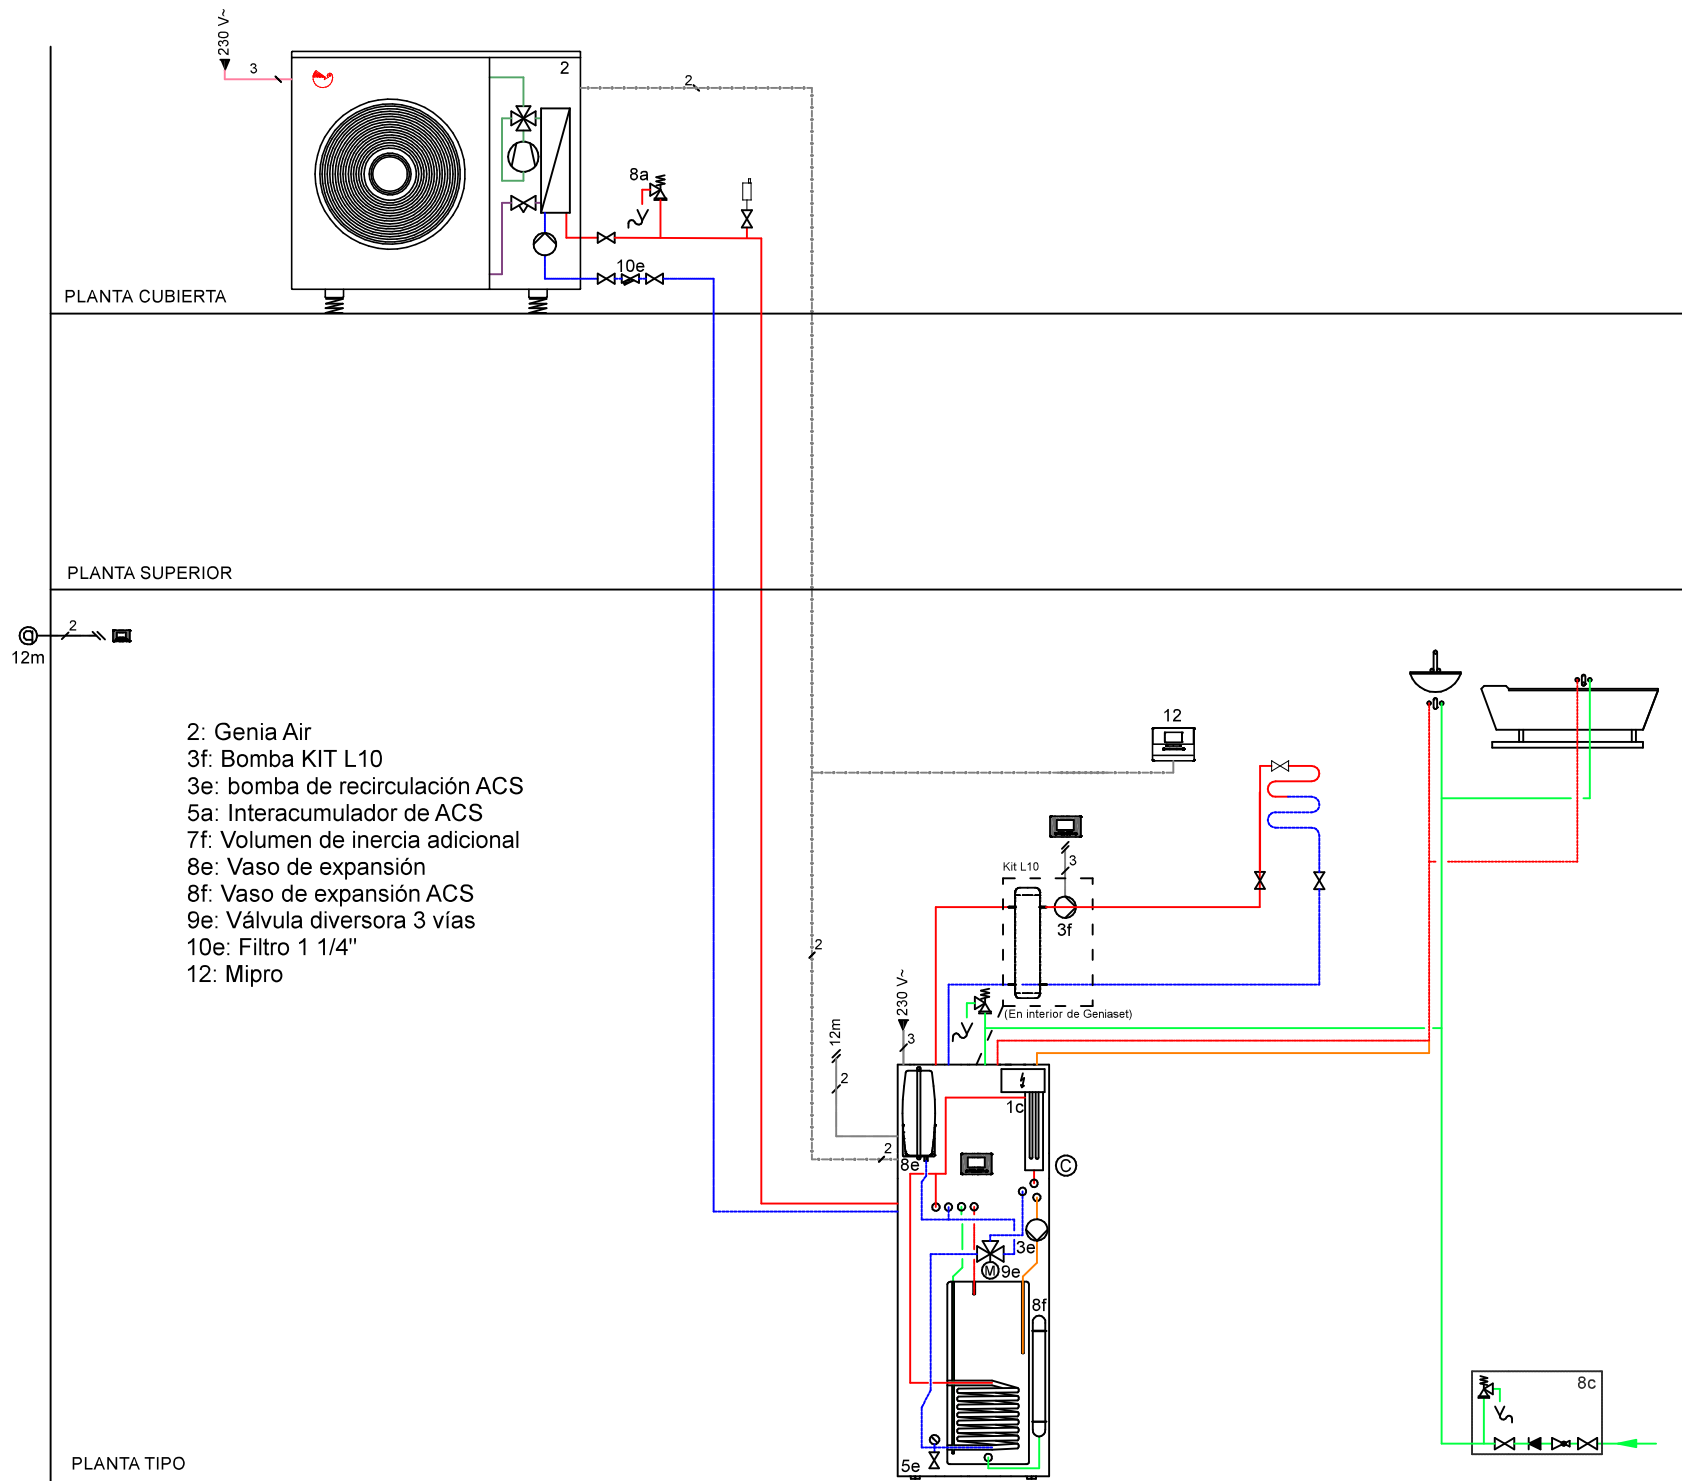 230 V~
3
2
2
8a
10e
PLANTA CUBIERTA
PLANTA SUPERIOR
2
12m
2: Genia Air
3f: Bomba KIT L10
3e: bomba de recirculación ACS
5a: Interacumulador de ACS
7f: Volumen de inercia adicional
8e: Vaso de expansión
8f: Vaso de expansión ACS
9e: Válvula diversora 3 vías
10e: Filtro 1 1/4"
12: Mipro
12
Kit L10
3
3f
2
230 V~
(En interior de Geniaset)
12m
3
2
1c
2
8e
C
3e
M
9e
8f
8c
5e
PLANTA TIPO